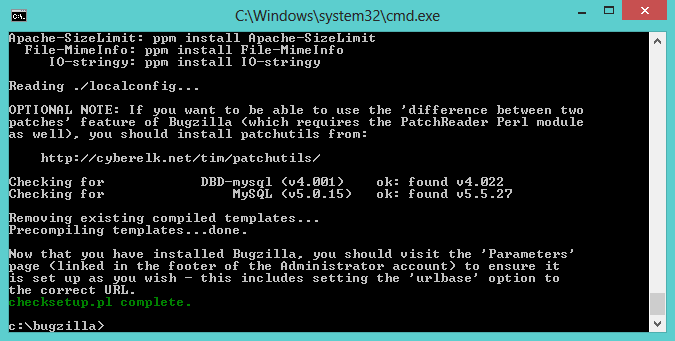 C:\Windows\system32\cmd.exe
Apache-SizeLimit: ppm install Apache-SizeLimit
File-MimeInfo: ppm install File-MimeInfo
IO-stringy: ppm install IO-stringy
Reading ./localconfig...
OPTIONAL NOTE: If you want to be able to use the 'difference between two
patches' feature of Bugzilla (which requires the PatchReader Perl module
as well), you should install patchutils from:
http://cyberelk.net/tim/patchutils/
Checking for DBD-mysql (v4.001) ok: found v4.022
Checking for MySQL (v5.0.15) ok: found v5.5.27
Removing existing compiled templates...
Precompiling templates...done.
Now that you have installed Bugzilla, you should visit the 'Parameters'
page (linked in the footer of the Administrator account) to ensure it
is set up as you wish - this includes setting the 'urlbase' option to
the correct URL.
checksetup.pl complete.
c:\bugzilla>